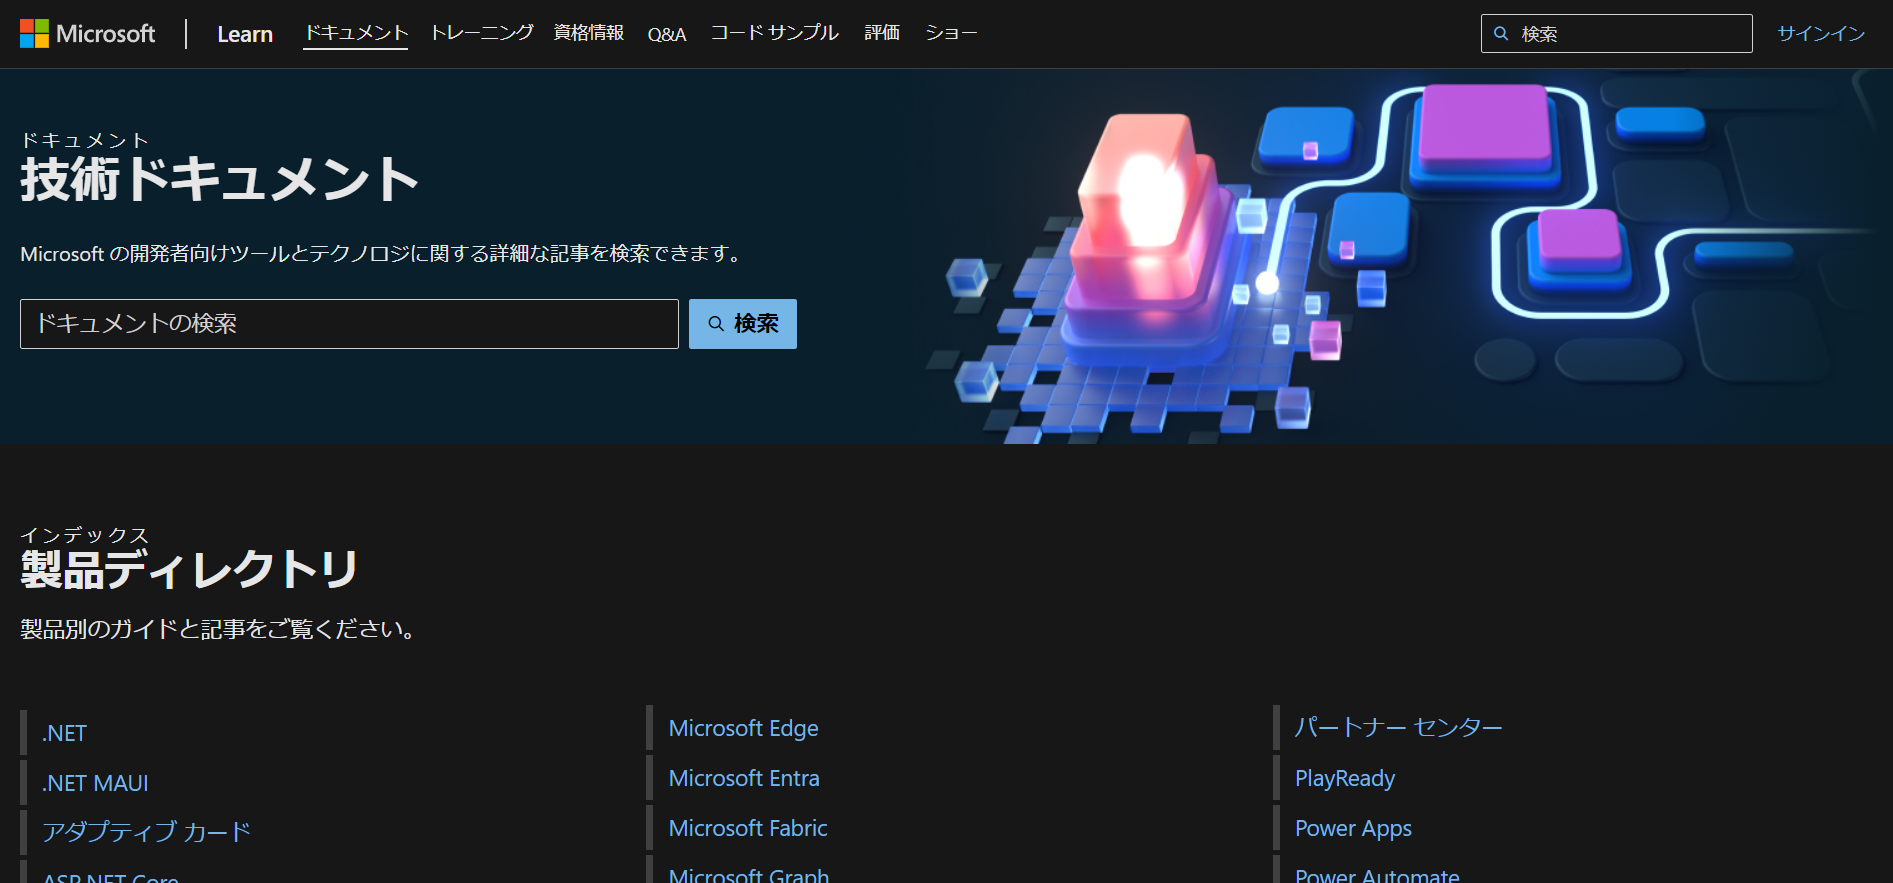 Microsoft Learn ドキュメント トレーニング 資格情報 Q&A コード サンプル 評価 ショー 検索 サインイン
ドキュメント
技術ドキュメント
Microsoft の開発者向けツールとテクノロジに関する詳細な記事を検索できます。
ドキュメントの検索 検索
インデックス
製品ディレクトリ
製品別のガイドと記事をご覧ください。
.NET
.NET MAUI
アダプティブ カード
ASP.NET Core
Microsoft Edge
Microsoft Entra
Microsoft Fabric
Microsoft Graph
パートナー センター
PlayReady
Power Apps
Power Automate